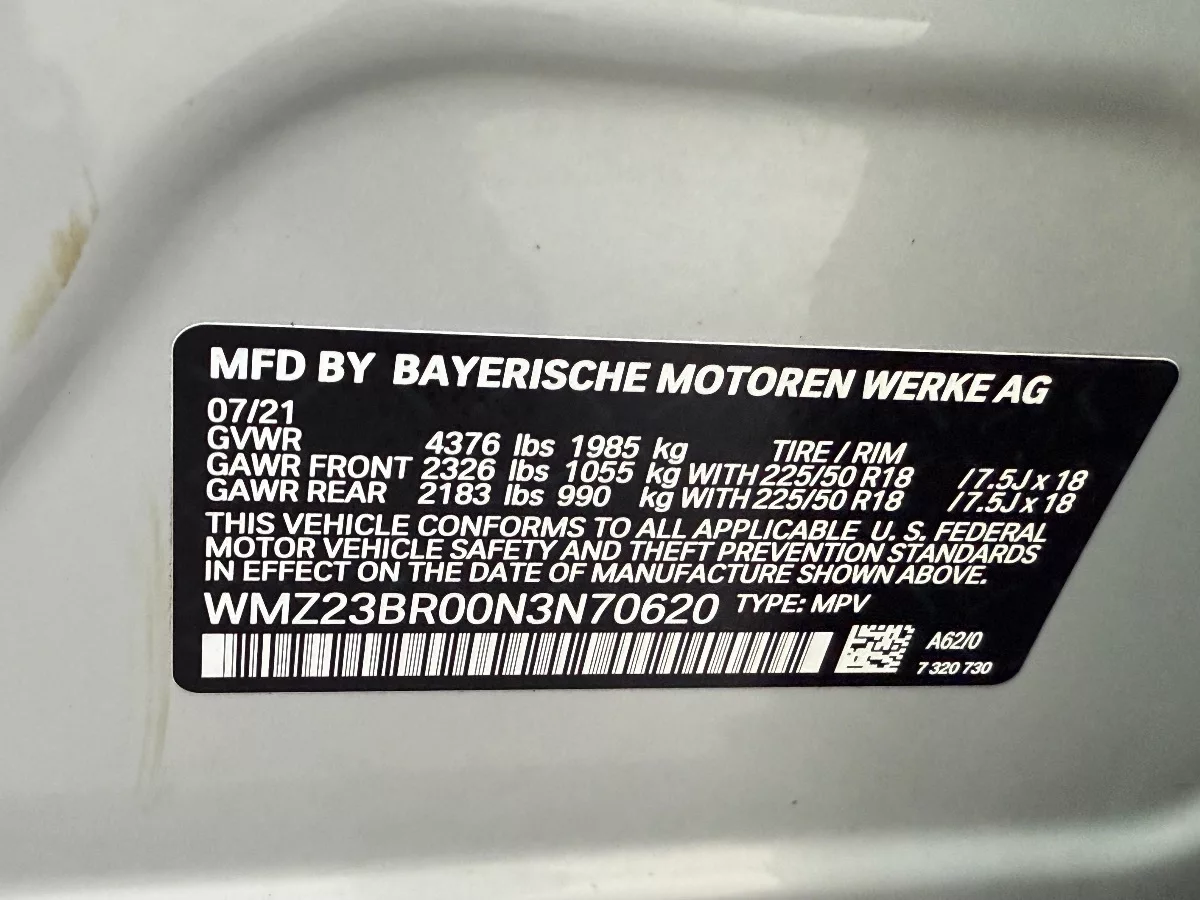 MFD BY BAYERISCHE MOTOREN WERKE AG
07/21
GVWR 4376 lbs 1985 kg TIRE / RIM
GAWR FRONT 2326 lbs 1055 kg WITH 225/50 R18 / 7.5J x 18
GAWR REAR 2183 lbs 990 kg WITH 225/50 R18 / 7.5J x 18
THIS VEHICLE CONFORMS TO ALL APPLICABLE U. S. FEDERAL
MOTOR VEHICLE SAFETY AND THEFT PREVENTION STANDARDS
IN EFFECT ON THE DATE OF MANUFACTURE SHOWN ABOVE.
WMZ23BR00N3N70620 TYPE: MPV
A62/0
7 320 730